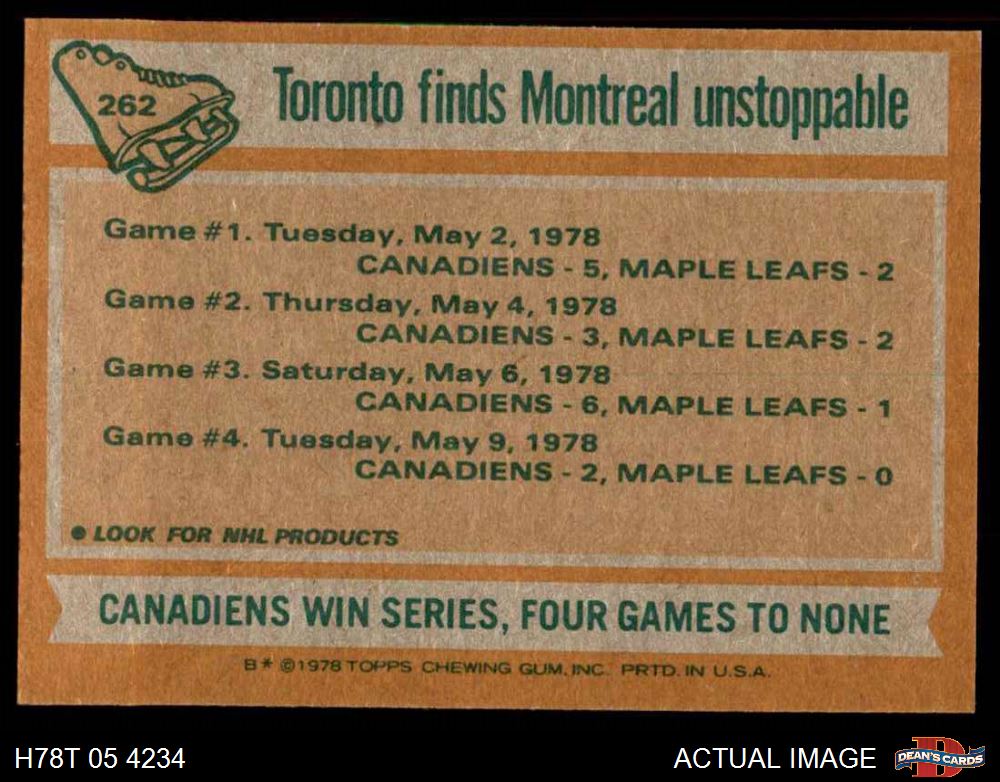 262
Toronto finds Montreal unstoppable
Game #1. Tuesday, May 2, 1978
CANADIENS - 5, MAPLE LEAFS - 2
Game #2. Thursday, May 4, 1978
CANADIENS - 3, MAPLE LEAFS - 2
Game #3. Saturday, May 6, 1978
CANADIENS - 6, MAPLE LEAFS - 1
Game #4. Tuesday, May 9, 1978
CANADIENS - 2, MAPLE LEAFS - 0
● LOOK FOR NHL PRODUCTS
CANADIENS WIN SERIES, FOUR GAMES TO NONE
B* ©1978 TOPPS CHEWING GUM, INC. PRTD. IN U.S.A.
H78T 05 4234
ACTUAL IMAGE
D
DEAN'S CARDS